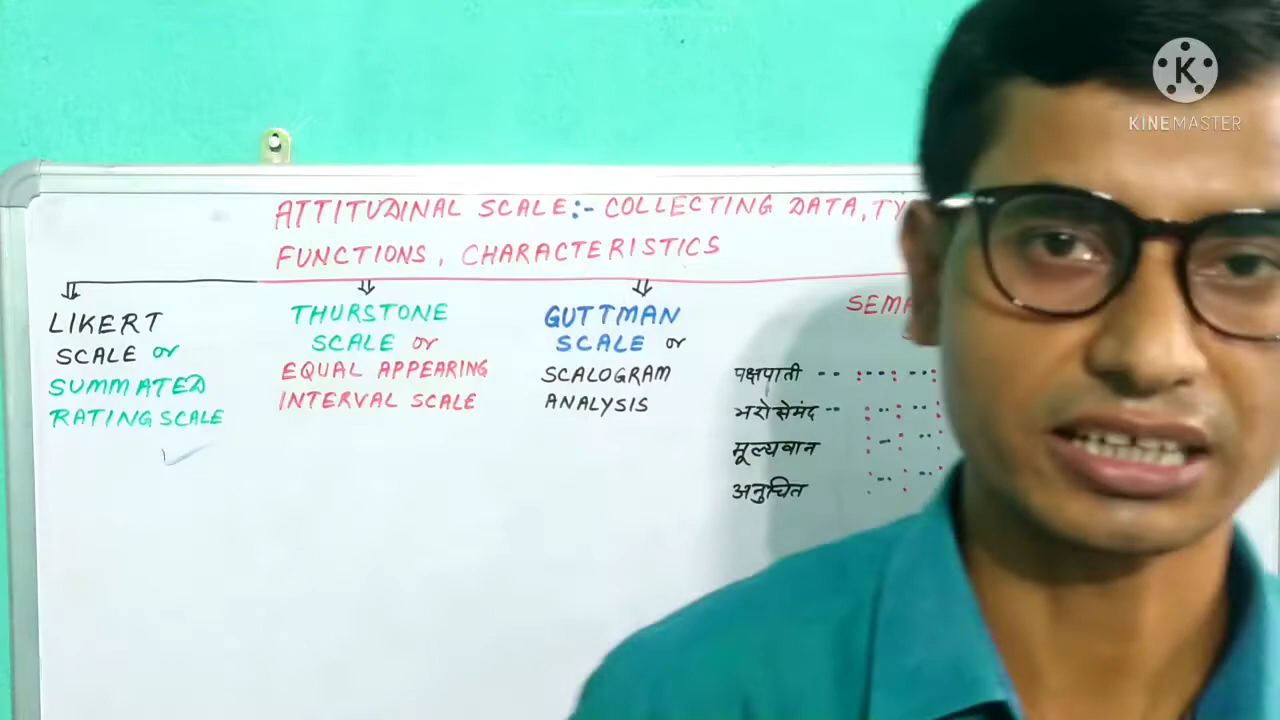 ATTITUDINAL SCALE:- COLLECTING DATA, TY
FUNCTIONS, CHARACTERISTICS
LIKERT
SCALE or
SUMMATED
RATING SCALE
THURSTONE
SCALE or
EQUAL APPEARING
INTERVAL SCALE
GUTTMAN
SCALE or
SCALOGRAM
ANALYSIS
SEMA
पक्षपाती
भरोसेमंद
मूल्यवान
अनुचित
K
KINEMASTER